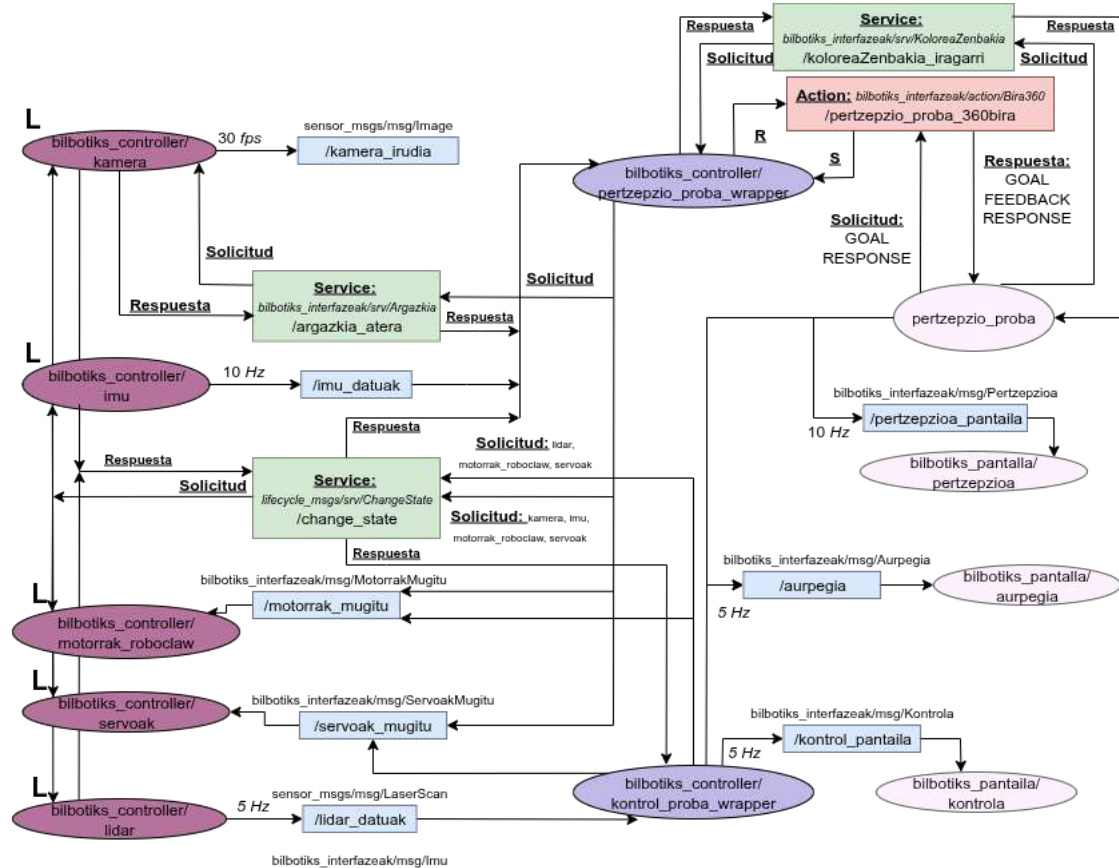 Service:
bilbotiks_interfazeak/srv/KoloreaZenbakia
/koloreaZenbakia_iragarri
Respuesta
Respuesta
Solicitud
Solicitud
Action: bilbotiks_interfazeak/action/Bira360
/pertzepzio_proba_360bira
R
S
L
bilbotiks_controller/
kamera
30 fps
sensor_msgs/msg/Image
/kamera_irudia
bilbotiks_controller/
pertzepzio_proba_wrapper
Respuesta:
GOAL
FEEDBACK
RESPONSE
Solicitud:
GOAL
RESPONSE
Solicitud
Respuesta
Service:
bilbotiks_interfazeak/srv/Argazkia
/argazkia_atera
Solicitud
Respuesta
pertzepzio_proba
L
bilbotiks_controller/
imu
10 Hz
/imu_datuak
bilbotiks_interfazeak/msg/Pertzepzioa
/pertzepzioa_pantaila
10 Hz
bilbotiks_pantalla/
pertzepzioa
Respuesta
Respuesta
Solicitud
Service:
lifecycle_msgs/srv/ChangeState
/change_state
Solicitud: lidar,
motorrak_roboclaw, servoak
Solicitud: kamera, imu,
motorrak_roboclaw, servoak
Respuesta
bilbotiks_interfazeak/msg/Aurpegia
/aurpegia
5 Hz
bilbotiks_pantalla/
aurpegia
L
bilbotiks_controller/
motorrak_roboclaw
bilbotiks_interfazeak/msg/MotorrakMugitu
/motorrak_mugitu
L
bilbotiks_controller/
servoak
bilbotiks_interfazeak/msg/ServoakMugitu
/servoak_mugitu
bilbotiks_interfazeak/msg/Kontrola
/kontrol_pantaila
5 Hz
bilbotiks_pantaila/
kontrola
L
bilbotiks_controller/
lidar
5 Hz
sensor_msgs/msg/LaserScan
/lidar_datuak
bilbotiks_controller/
kontrol_proba_wrapper
bilbotiks_interfazeak/msg/Imu